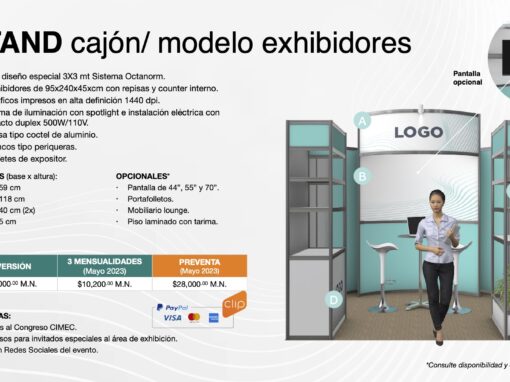 TAND cajón/ modelo exhibidores
diseño especial 3X3 mt Sistema Octanorm.
hibidores de 95x240x45xcm con repisas y counter interno.
ficos impresos en alta definición 1440 dpi.
ma de iluminación con spotlight e instalación eléctrica con
acto duplex 500W/110V.
sa tipo coctel de aluminio.
ncos tipo periqueras.
etes de expositor.
Pantalla
opcional
S (base x altura):
59 cm
118 cm
40 cm (2x)
5 cm
OPCIONALES*
· Pantalla de 44", 55" y 70".
· Portafolletos.
· Mobiliario lounge.
· Piso laminado con tarima.
A
LOGO
B
D
VERSIÓN
3 MENSUALIDADES
(Mayo 2023)
PREVENTA
(Mayo 2023)
000.00 M.N.
$10,200.00 M.N.
$28,000.00 M.N.
clip
PayPal
VISA
AS:
s al Congreso CIMEC.
sos para invitados especiales al área de exhibición.
n Redes Sociales del evento.
*Consulte disponibilidad y